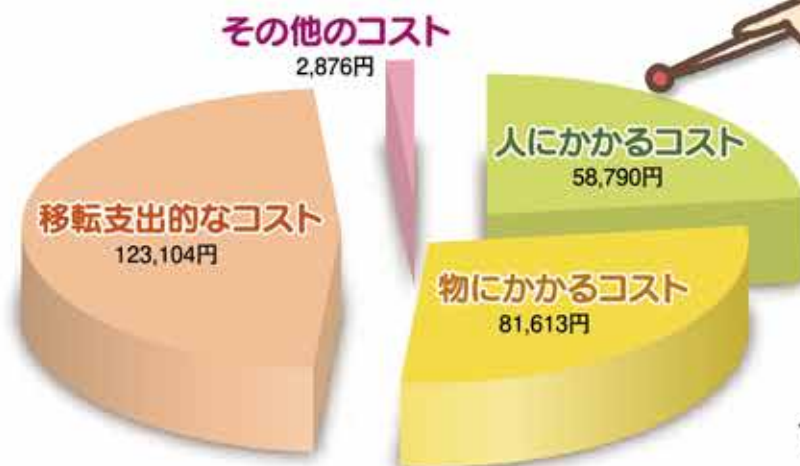 その他のコスト
2,876円
人にかかるコスト
58,790円
移転支出的なコスト
123,104円
物にかかるコスト
81,613円